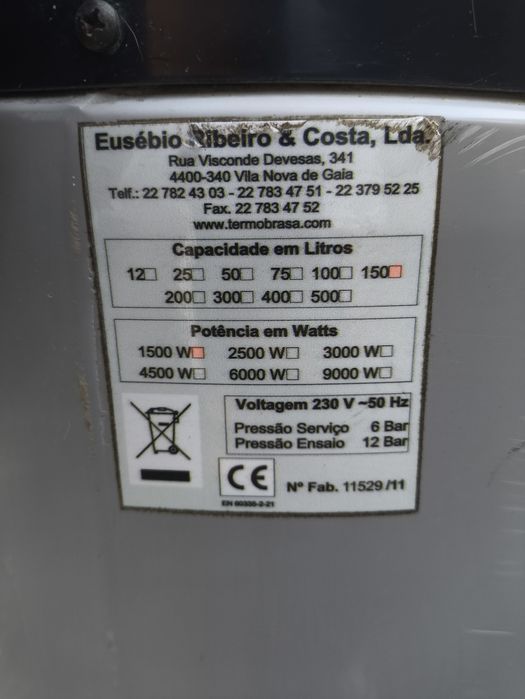 Eusébio Ribeiro & Costa, Lda.
Rua Visconde Devesas, 341
4400-340 Vila Nova de Gaia
Telf.: 22 782 43 03 - 22 783 47 51 - 22 379 52 25
Fax. 22 783 47 52
www.termobrasa.com
Capacidade em Litros
12 25 50 75 100 150
200 300 400 500
Potência em Watts
1500 W 2500 W 3000 W
4500 W 6000 W 9000 W
Voltagem 230 V ~50 Hz
Pressão Serviço 6 Bar
Pressão Ensaio 12 Bar
CE Nº Fab. 11529 /11
EN 60335-2-21